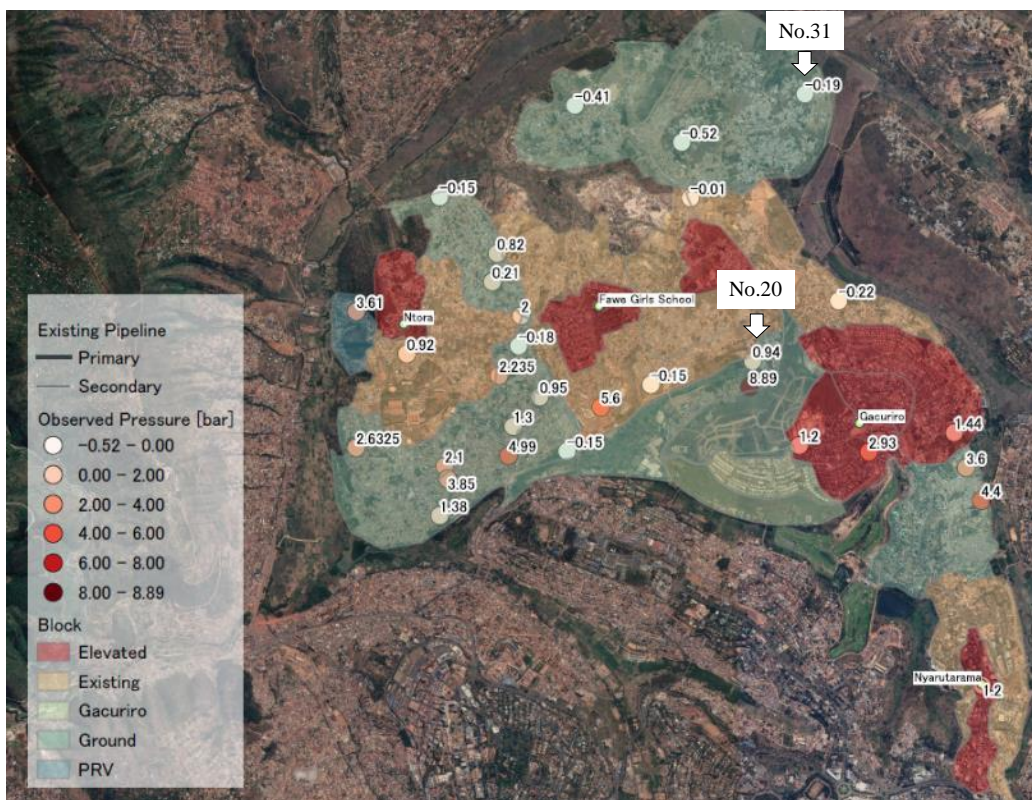 No.31
-0.19
-0.41
-0.52
-0.15
-0.01
0.82
0.21
No.20
3.61
Ntora
2
Fawe Girls School
-0.22
0.92
-0.18
0.94
2.235
8.89
0.95
-0.15
5.6
1.3
Gacuriro
2.6325
4.99
-0.15
1.2
2.93
1.44
2.1
3.6
3.85
4.4
1.38
Nyarutarama
1.2
Existing Pipeline
Primary
Secondary
Observed Pressure [bar]
-0.52 - 0.00
0.00 - 2.00
2.00 - 4.00
4.00 - 6.00
6.00 - 8.00
8.00 - 8.89
Block
Elevated
Existing
Gacuriro
Ground
PRV